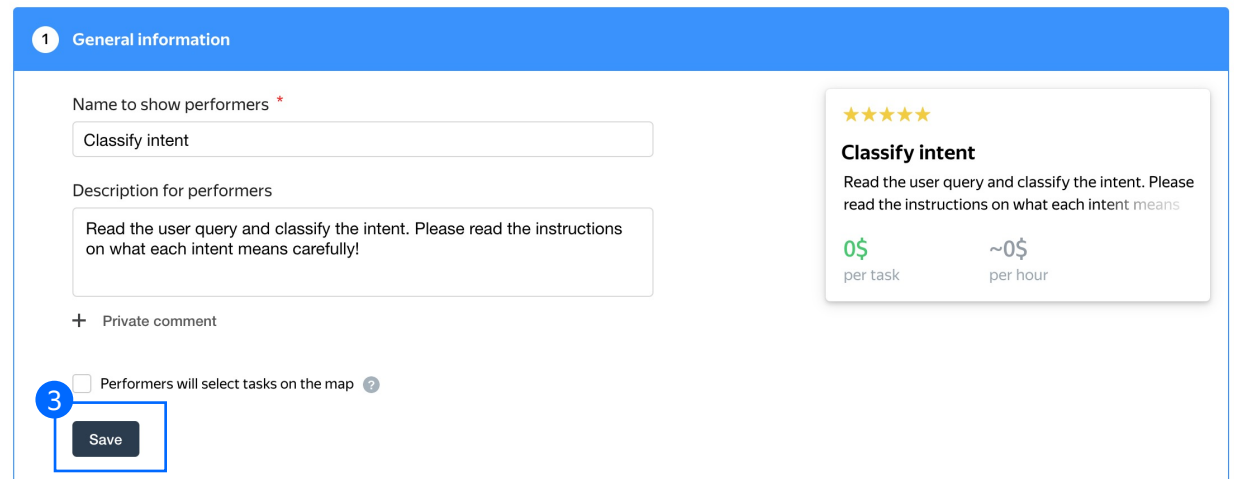 1 General information
Name to show performers *
Classify intent
Description for performers
Read the user query and classify the intent. Please read the instructions
on what each intent means carefully!
+ Private comment
Performers will select tasks on the map ?
3
Save
Classify intent
Read the user query and classify the intent. Please
read the instructions on what each intent means
0$ ~0$
per task per hour